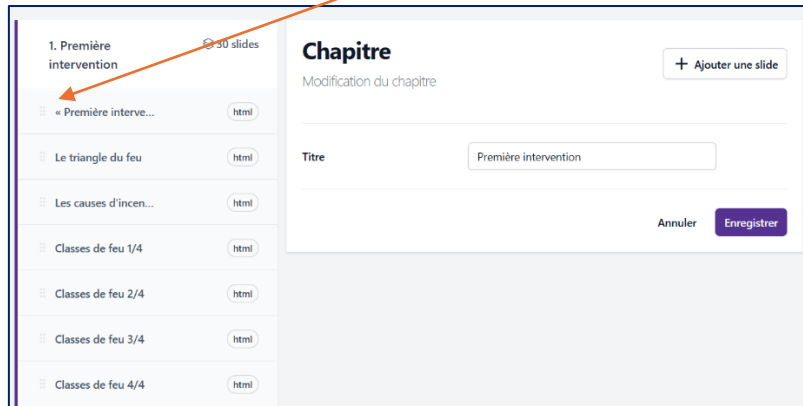 1. Première
intervention
30 slides
« Première interve...
html
Le triangle du feu
html
Les causes d'incen...
html
Classes de feu 1/4
html
Classes de feu 2/4
html
Classes de feu 3/4
html
Classes de feu 4/4
html
Chapitre
Modification du chapitre
+ Ajouter une slide
Titre
Première intervention
Annuler
Enregistrer